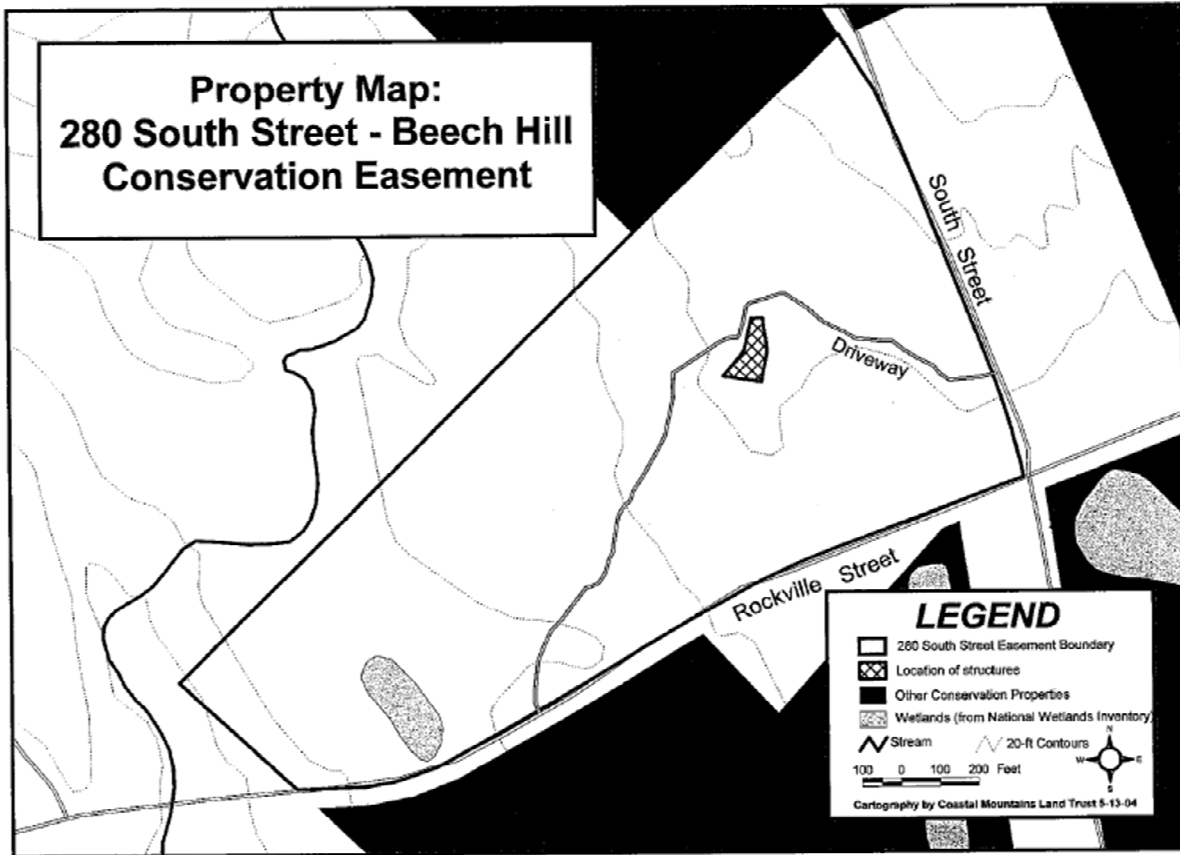 Property Map:
280 South Street - Beech Hill
Conservation Easement
South Street
Driveway
Rockville Street
LEGEND
280 South Street Easement Boundary
Location of structures
Other Conservation Properties
Wetlands (from National Wetlands Inventory)
Stream 20-ft Contours
N
W E
S
100 0 100 200 Feet
Cartography by Coastal Mountains Land Trust 5-13-04